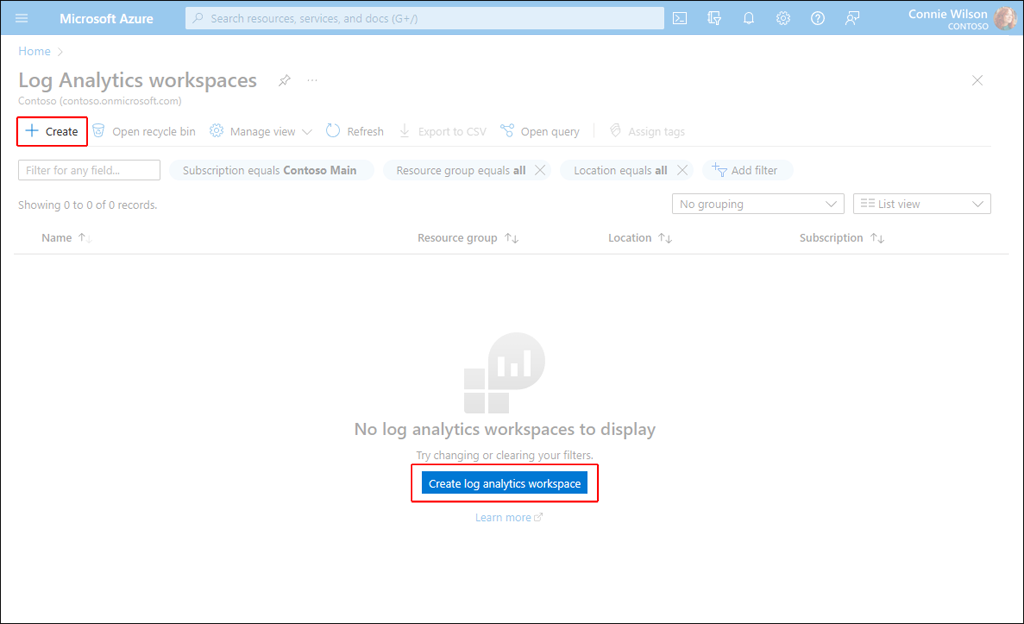 Microsoft Azure
Search resources, services, and docs (G+/)
Connie Wilson
CONTOSO
Home
Log Analytics workspaces
Contoso (contoso.onmicrosoft.com)
Create
Open recycle bin
Manage view
Refresh
Export to CSV
Open query
Assign tags
Filter for any field...
Subscription equals Contoso Main
Resource group equals all
Location equals all
Add filter
Showing 0 to 0 of 0 records.
No grouping
List view
Name
Resource group
Location
Subscription
No log analytics workspaces to display
Try changing or clearing your filters.
Create log analytics workspace
Learn more